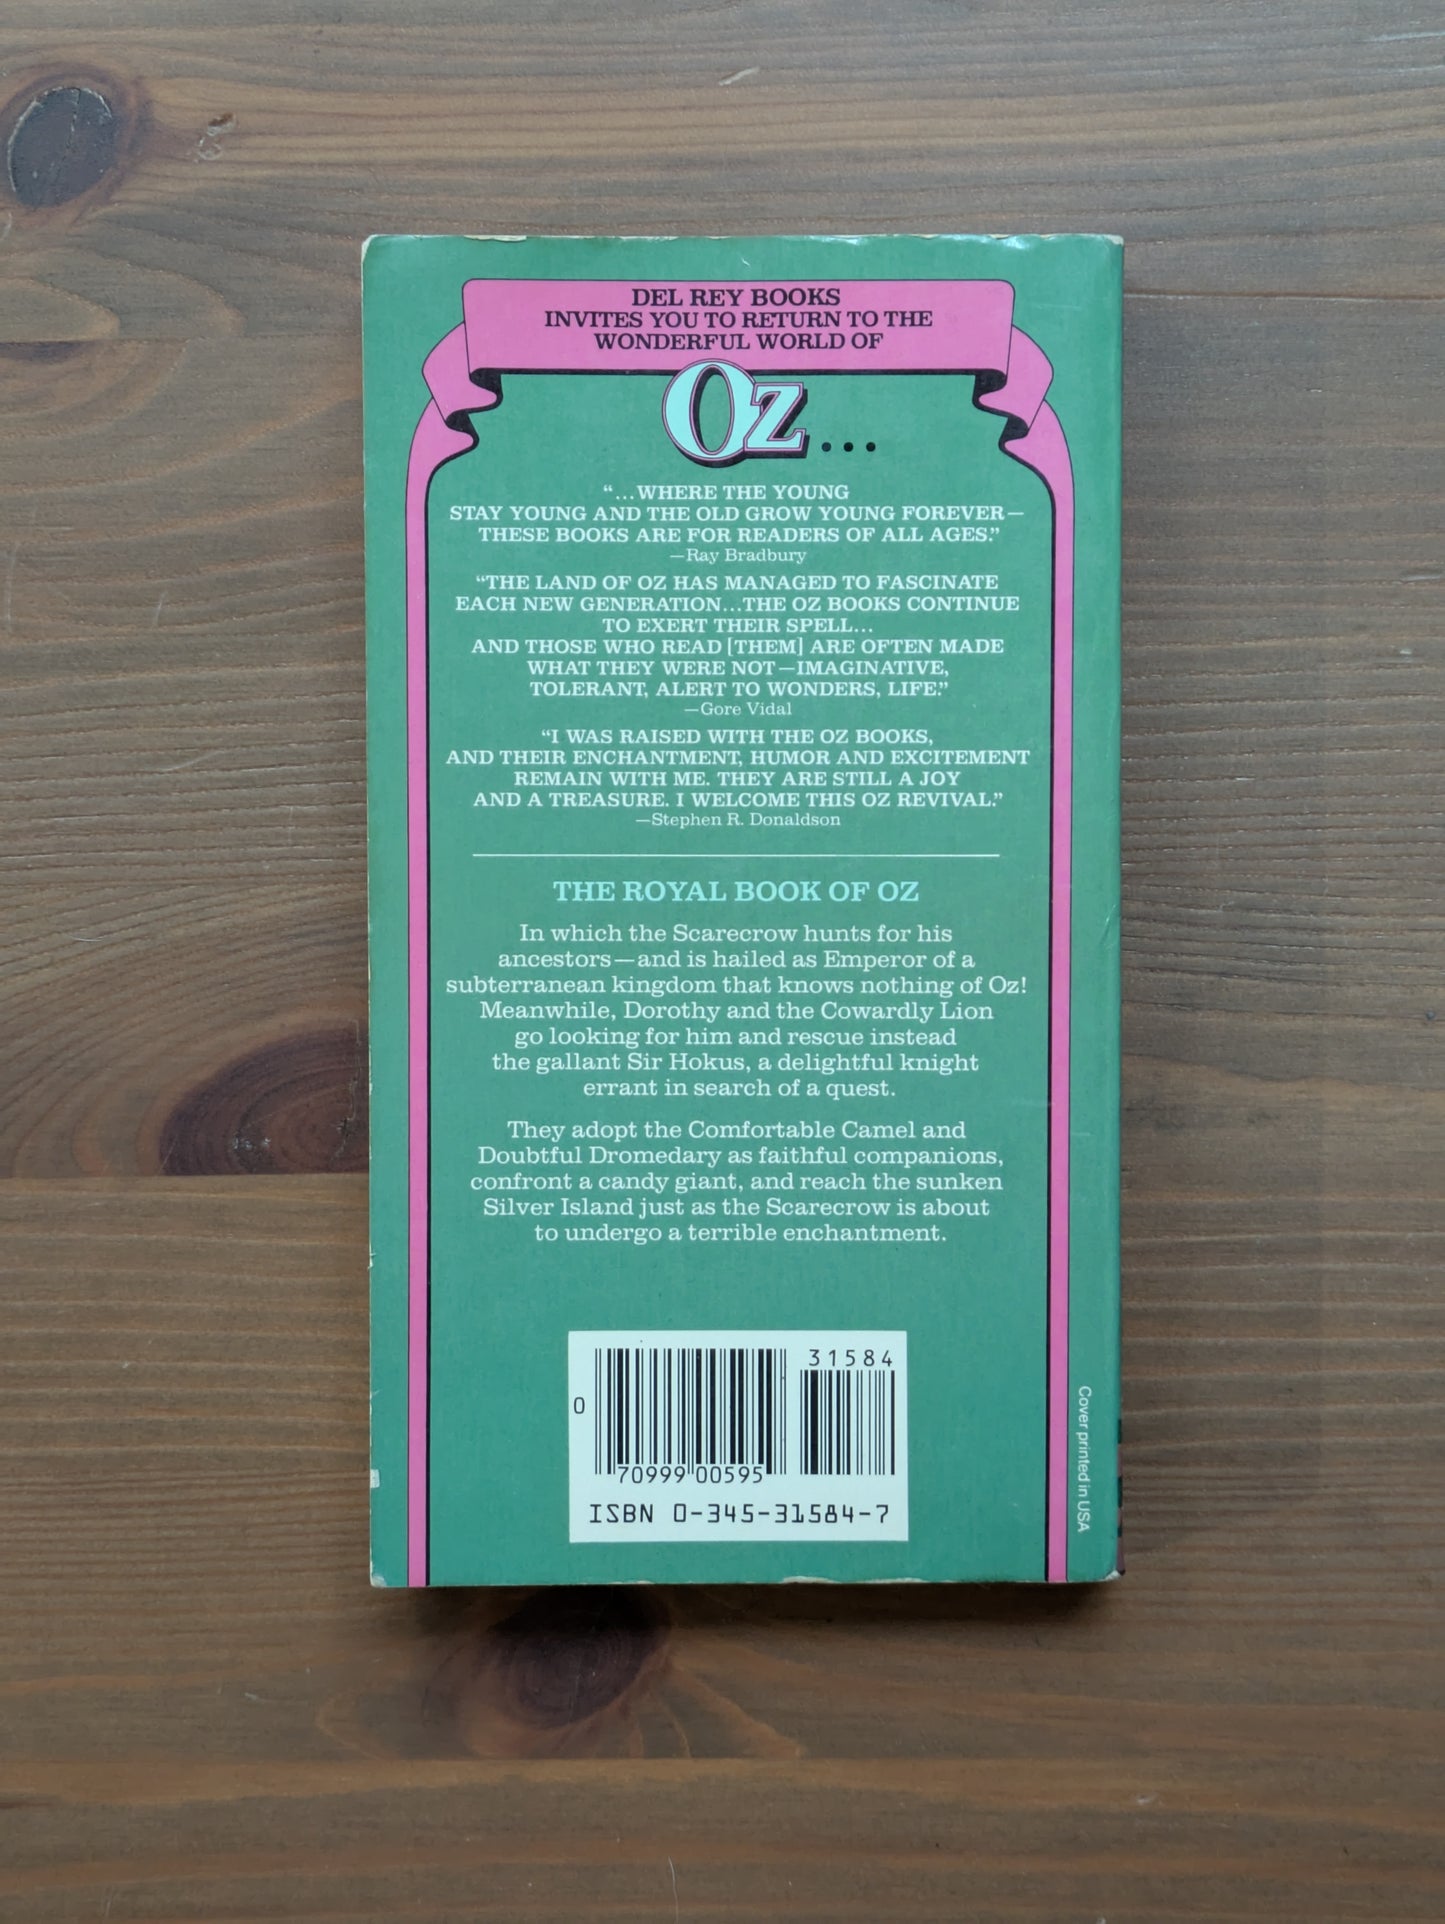 DEL REY BOOKS
INVITES YOU TO RETURN TO THE
WONDERFUL WORLD OF
Oz...
“...WHERE THE YOUNG
STAY YOUNG AND THE OLD GROW YOUNG FOREVER—
THESE BOOKS ARE FOR READERS OF ALL AGES.”
—Ray Bradbury
“THE LAND OF OZ HAS MANAGED TO FASCINATE
EACH NEW GENERATION...THE OZ BOOKS CONTINUE
TO EXERT THEIR SPELL...
AND THOSE WHO READ [THEM] ARE OFTEN MADE
WHAT THEY WERE NOT—IMAGINATIVE,
TOLERANT, ALERT TO WONDERS, LIFE.”
—Gore Vidal
“I WAS RAISED WITH THE OZ BOOKS,
AND THEIR ENCHANTMENT, HUMOR AND EXCITEMENT
REMAIN WITH ME. THEY ARE STILL A JOY
AND A TREASURE. I WELCOME THIS OZ REVIVAL.”
—Stephen R. Donaldson
THE ROYAL BOOK OF OZ
In which the Scarecrow hunts for his
ancestors—and is hailed as Emperor of a
subterranean kingdom that knows nothing of Oz!
Meanwhile, Dorothy and the Cowardly Lion
go looking for him and rescue instead
the gallant Sir Hokus, a delightful knight
errant in search of a quest.
They adopt the Comfortable Camel and
Doubtful Dromedary as faithful companions,
confront a candy giant, and reach the sunken
Silver Island just as the Scarecrow is about
to undergo a terrible enchantment.
31584
0
70999 00595
ISBN 0-345-31584-7
Cover printed in USA